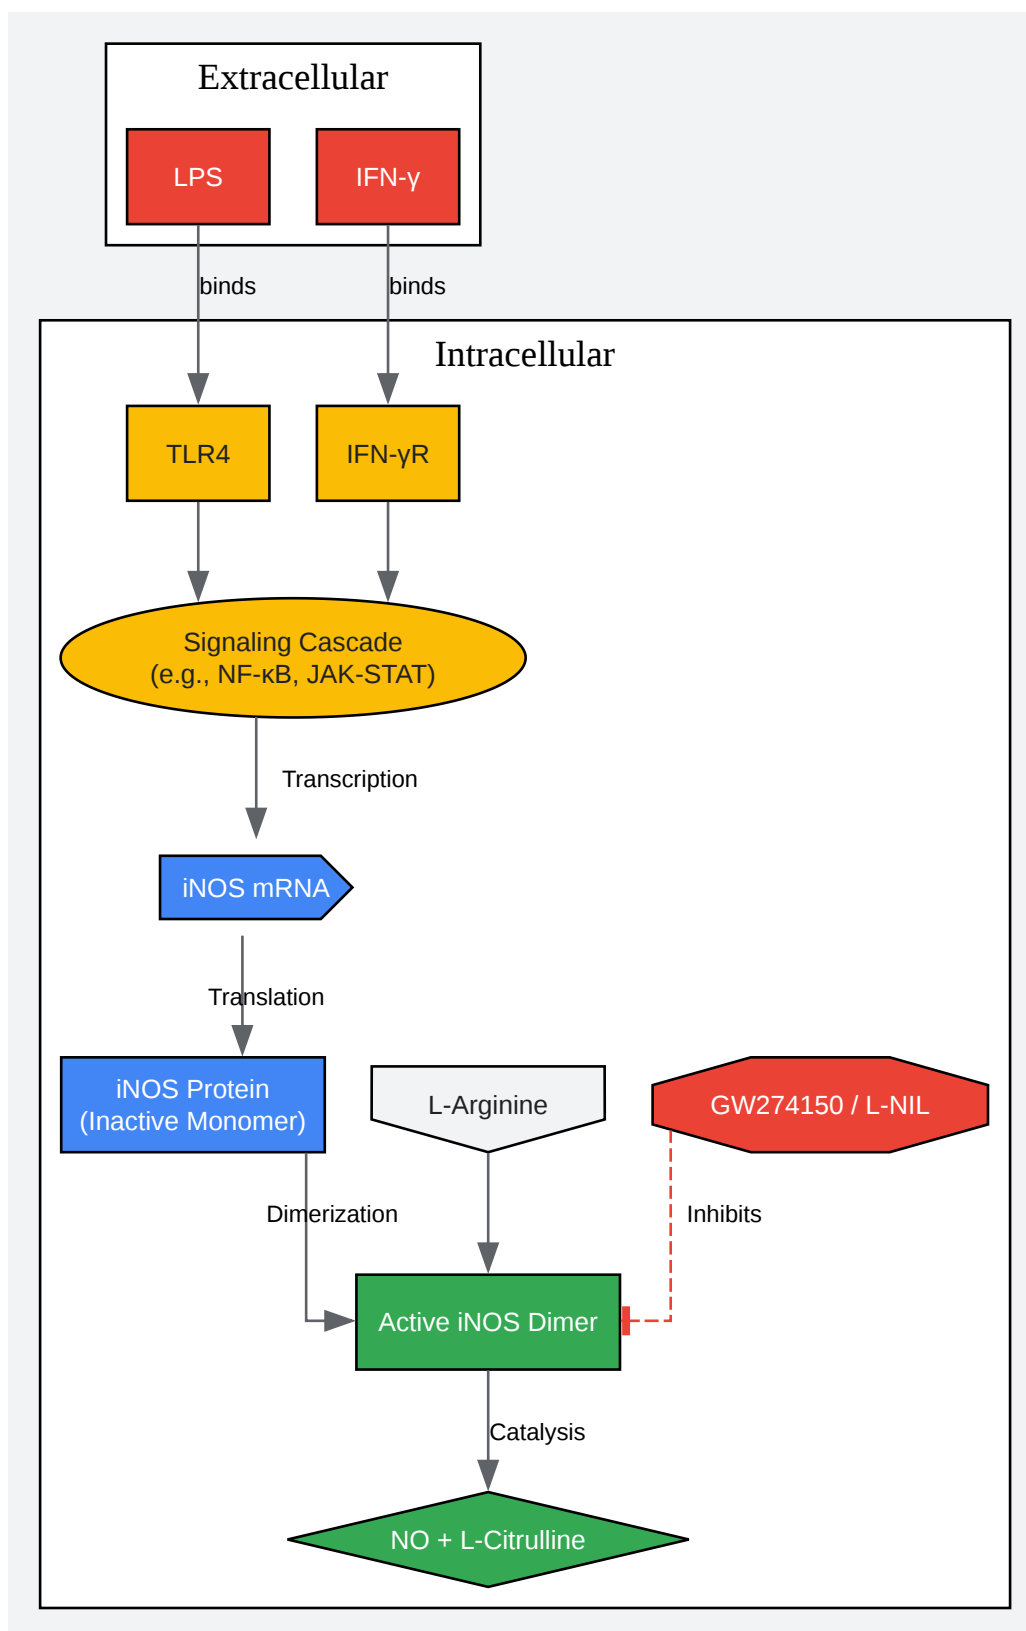 Extracellular
LPS
IFN-γ
binds
binds
Intracellular
TLR4
IFN-γR
Signaling Cascade
(e.g., NF-κB, JAK-STAT)
Transcription
iNOS mRNA
Translation
iNOS Protein
(Inactive Monomer)
L-Arginine
GW274150 / L-NIL
Dimerization
Inhibits
Active iNOS Dimer
Catalysis
NO + L-Citrulline